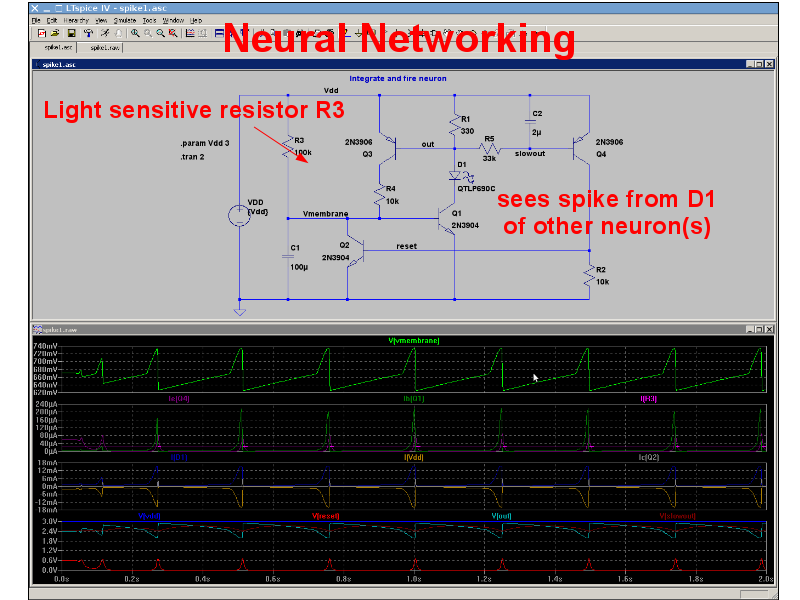 LTspice IV - spike1.asc
File Edit Hierarchy View Simulate Tools Window Help
Neural Networking
spike1.asc spike1.raw
spike1.asc
Integrate and fire neuron
Vdd
Light sensitive resistor R3
.param Vdd 3
.tran 2
R3
100k
2N3906
Q3
out
R1
330
R5
33k
C2
2µ
slowout
2N3906
Q4
D1
QTLP690C
R4
10k
sees spike from D1
of other neuron(s)
VDD
{Vdd}
Vmembrane
Q1
2N3904
C1
100µ
Q2
2N3904
reset
R2
10k
spike1.raw
V(vmembrane)
740mV
720mV
700mV
680mV
660mV
640mV
620mV
Ib(Q1) I(R3)
240µA
200µA
160µA
120µA
80µA
40µA
0µA
I(D1) I(Vdd) Ic(Q2)
18mA
12mA
6mA
0mA
-6mA
-12mA
-18mA
V(reset) V(out) V(slowout)
3.0V
2.4V
1.8V
1.2V
0.6V
0.0V
0.0s 0.2s 0.4s 0.6s 0.8s 1.0s 1.2s 1.4s 1.6s 1.8s 2.0s